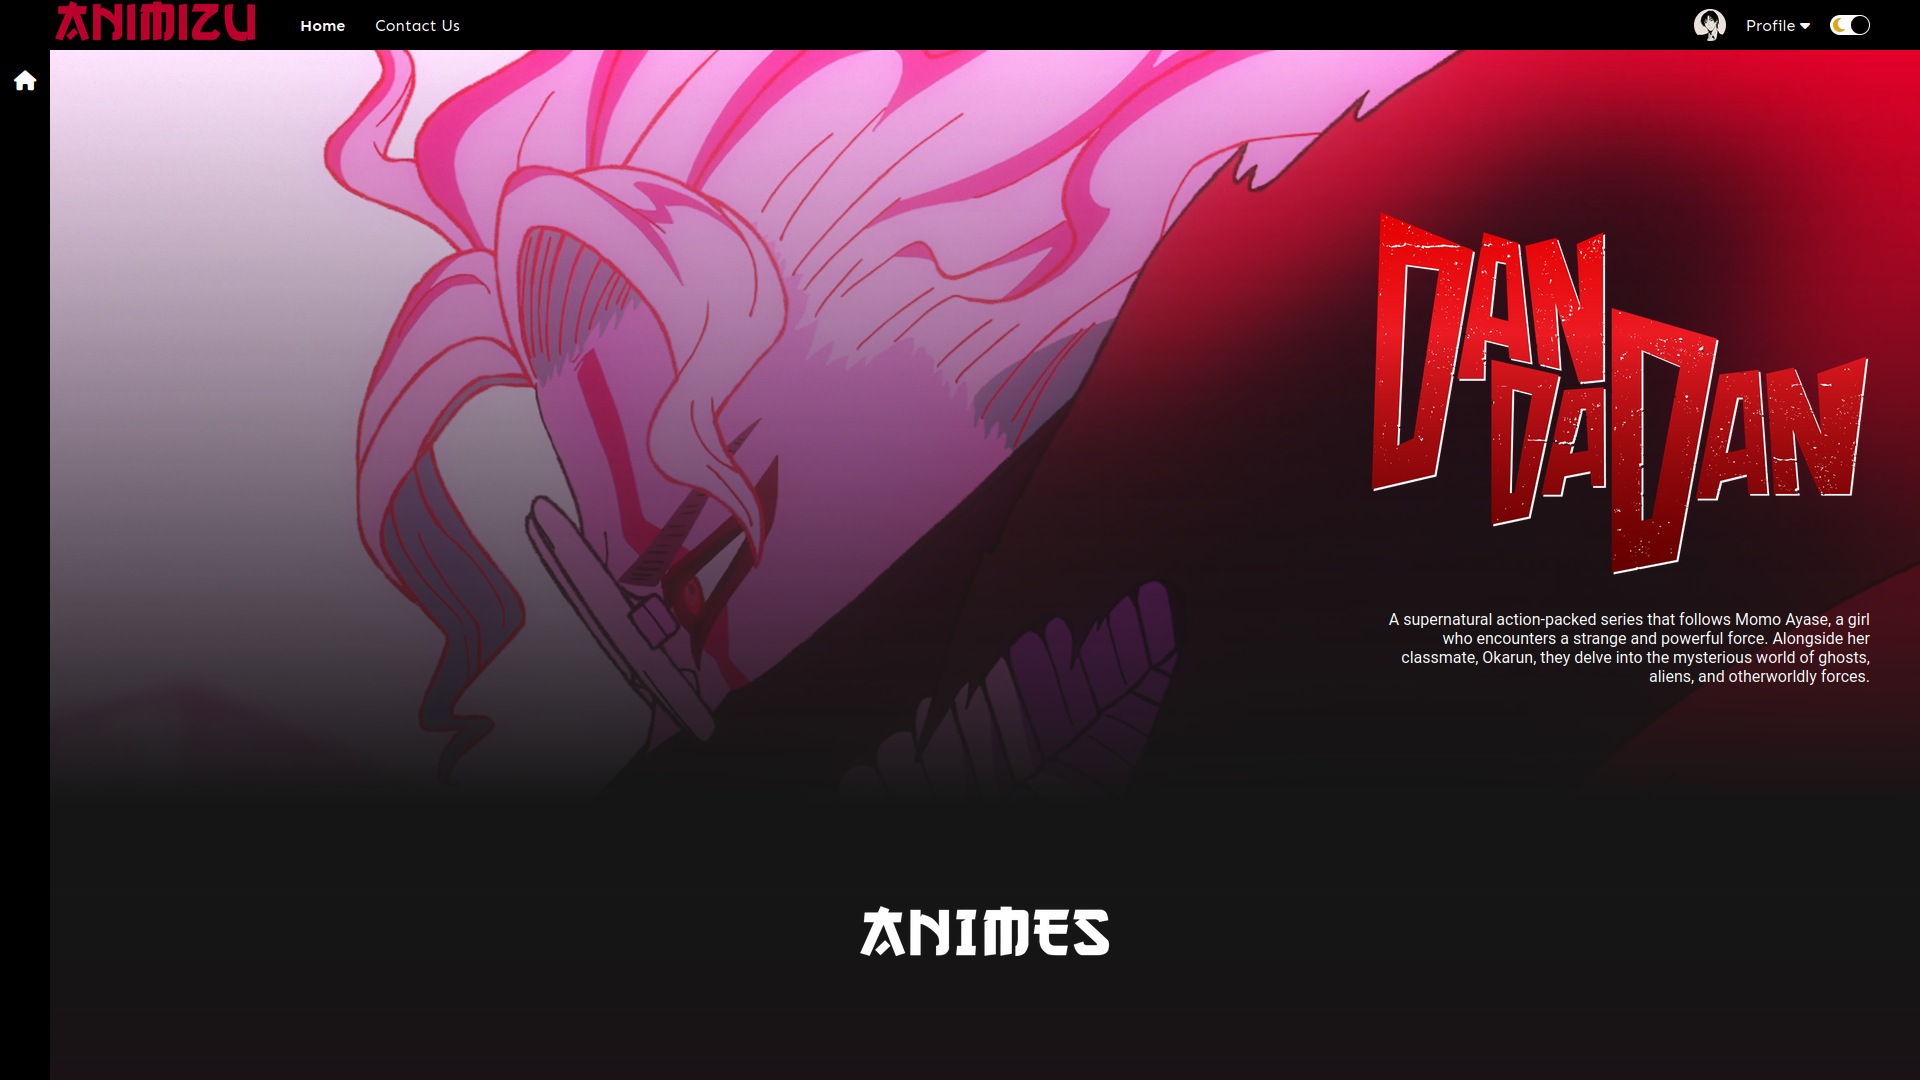 ANIMIZU
Home
Contact Us
Profile
DAN
DA
DAN
A supernatural action-packed series that follows Momo Ayase, a girl
who encounters a strange and powerful force. Alongside her
classmate, Okarun, they delve into the mysterious world of ghosts,
aliens, and otherworldly forces.
ANIMES